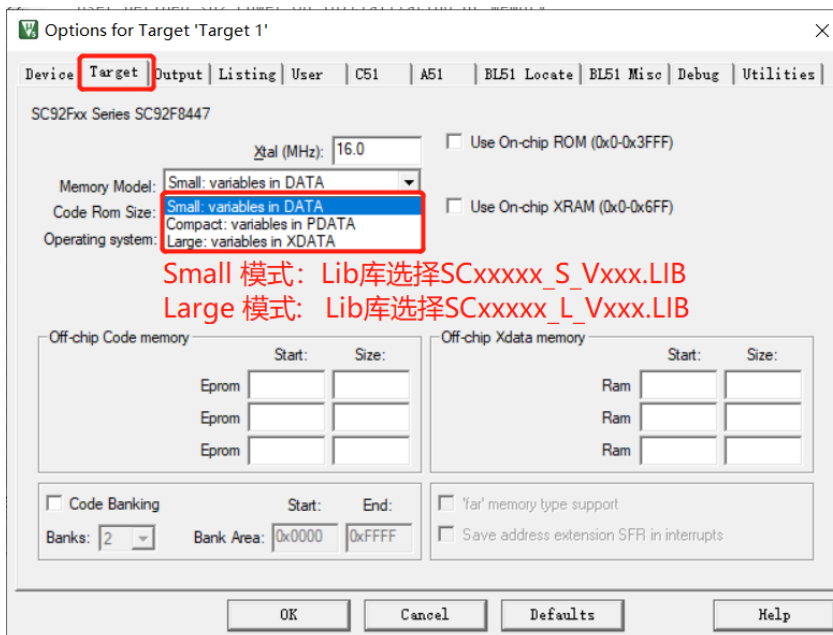 Options for Target 'Target 1'
Device Target Output Listing User C51 A51 BL51 Locate BL51 Misc Debug Utilities
SC92Fxx Series SC92F8447
Xtal (MHz): 16.0
Use On-chip ROM (0x0-0x3FFF)
Memory Model: Small: variables in DATA
Code Rom Size: Small: variables in DATA
Use On-chip XRAM (0x0-0x6FF)
Compact: variables in PDATA
Operating system: Large: variables in XDATA
Small 模式：Lib库选择SCxxxxx_S_Vxxx.LIB
Large 模式： Lib库选择SCxxxxx_L_Vxxx.LIB
Off-chip Code memory
Start: Size:
Eprom
Eprom
Eprom
Off-chip Xdata memory
Start: Size:
Ram
Ram
Ram
Code Banking Start: End:
Banks: 2 Bank Area: 0x0000 0xFFFF
'far' memory type support
Save address extension SFR in interrupts
OK Cancel Defaults Help